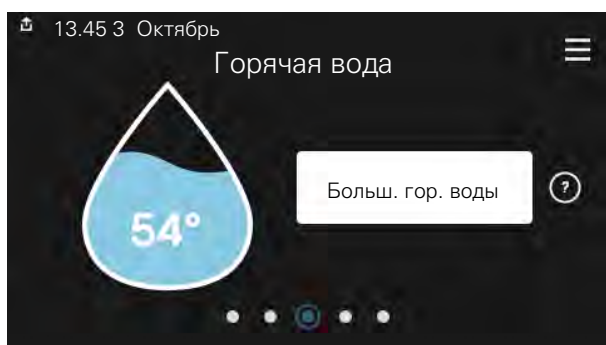 13.45 3 Октябрь
Горячая вода
54°
Больш. гор. воды
?